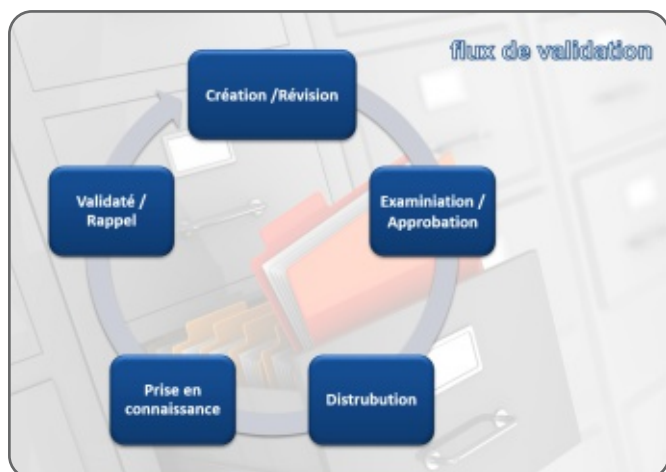 flux de validation
Création /Révision
Examiniation /
Approbation
Distrubution
Prise en
connaissance
Validaté /
Rappel